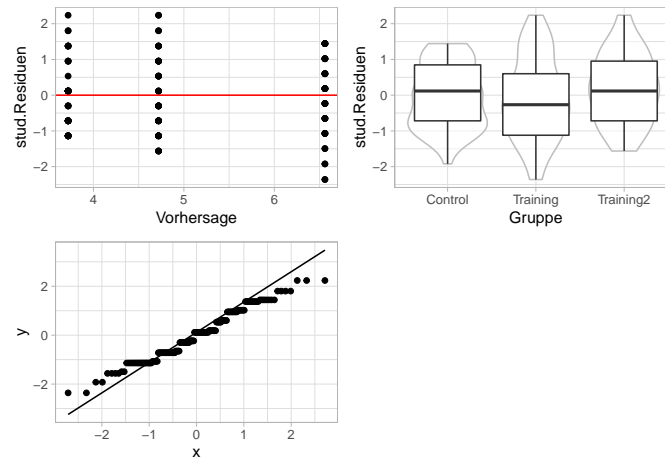 2
1
0
−1
−2
stud.Residuen
4
5
6
Vorhersage
2
1
0
−1
−2
stud.Residuen
Control
Training
Training2
Gruppe
2
0
−2
y
−2
−1
0
1
2
x